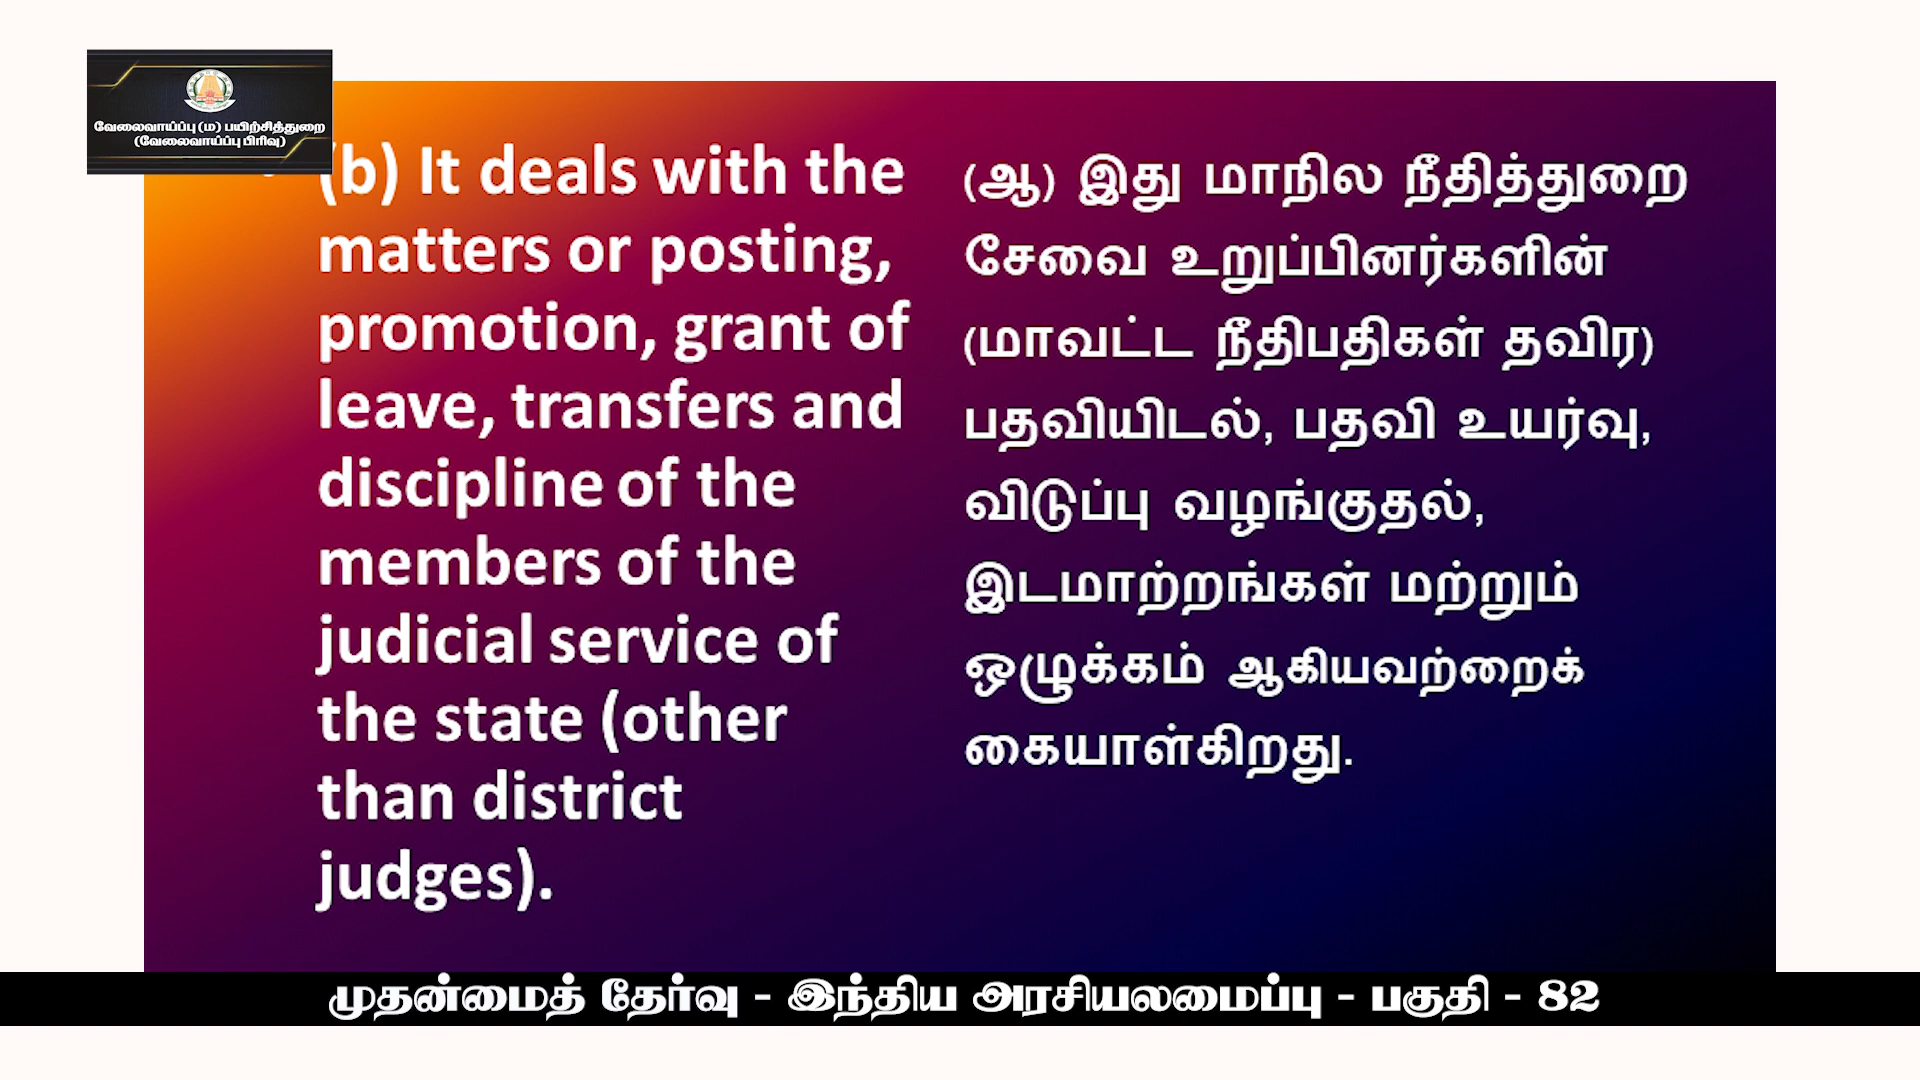 வேலைவாய்ப்பு (ம) பயிற்சித்துறை
(வேலைவாய்ப்பு பிரிவு)
(b) It deals with the
matters or posting,
promotion, grant of
leave, transfers and
discipline of the
members of the
judicial service of
the state (other
than district
judges).
(ஆ) இது மாநில நீதித்துறை
சேவை உறுப்பினர்களின்
(மாவட்ட நீதிபதிகள் தவிர)
பதவியிடல், பதவி உயர்வு,
விடுப்பு வழங்குதல்,
இடமாற்றங்கள் மற்றும்
ஒழுக்கம் ஆகியவற்றைக்
கையாள்கிறது.
முதன்மைத் தேர்வு - இந்திய அரசியலமைப்பு - பகுதி - 82